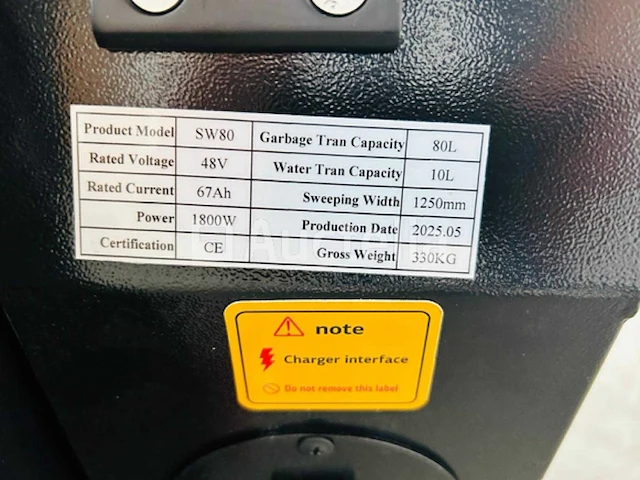 Product Model SW80 Garbage Tran Capacity 80L
Rated Voltage 48V Water Tran Capacity 10L
Rated Current 67Ah Sweeping Width 1250mm
Power 1800W Production Date 2025.05
Certification CE Gross Weight 330KG
note
Charger interface
Do not remove this label